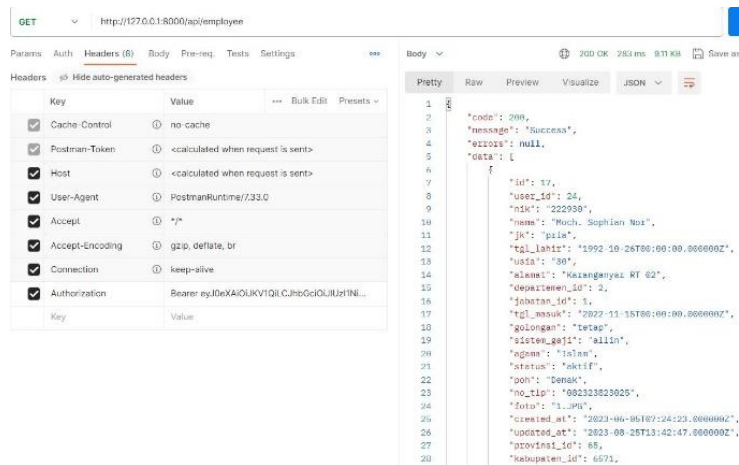 GET http://127.0.0.1:8000/api/employee
Params Auth Headers (8) Body Pre-req. Tests Settings
Headers Hide auto-generated headers
Key Value Bulk Edit Presets
Cache-Control no-cache
Postman-Token <calculated when request is sent>
Host <calculated when request is sent>
User-Agent PostmanRuntime/7.33.0
Accept */*
Accept-Encoding gzip, deflate, br
Connection keep-alive
Authorization Bearer eyJ0eXAiOiJKV1QiLCJhbGciOiJIUzI1Ni...
Key Value
Body 200 OK 283 ms 9.11 KB Save as
Pretty Raw Preview Visualize JSON
1 {
2 "code": 200,
3 "message": "Success",
4 "errors": null,
5 "data": [
6 {
7 "id": 17,
8 "user_id": 24,
9 "nik": "222930",
10 "nama": "Moch. Sophian Nor",
11 "jk": "pria",
12 "tgl_lahir": "1992-10-26T00:00:00.000000Z",
13 "usia": "30",
14 "alamat": "Karanganyar RT 02",
15 "departemen_id": 2,
16 "jabatan_id": 1,
17 "tgl_masuk": "2022-11-15T00:00:00.000000Z",
18 "golongan": "tetap",
19 "sistem_gaji": "allin",
20 "agama": "Islam",
21 "status": "aktif",
22 "poh": "Demak",
23 "no_tlp": "082323823025",
24 "foto": "1.JPG",
25 "created_at": "2023-06-05T07:24:23.000000Z",
26 "updated_at": "2023-08-25T13:42:47.000000Z",
27 "provinsi_id": 65,
28 "kabupaten_id": 6571,